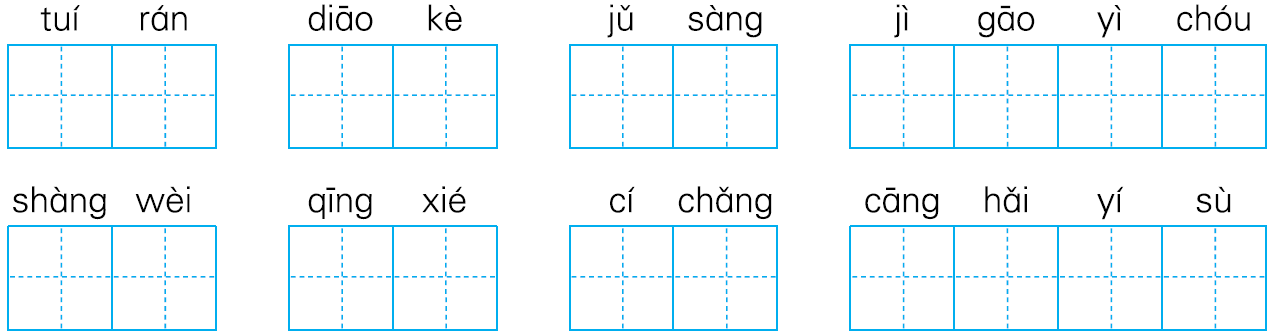 tuí rán diāo kè jǔ sàng jì gāo yì chóu
shàng wèi qīng xié cí chǎng cāng hǎi yí sù